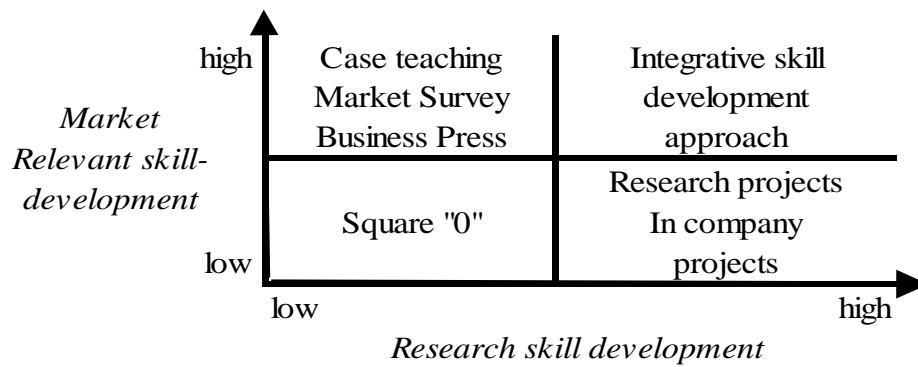 high
Case teaching
Market Survey
Business Press
Integrative skill
development
approach
Market
Relevant skill-
development
Square "0"
Research projects
In company
projects
low
low
high
Research skill development